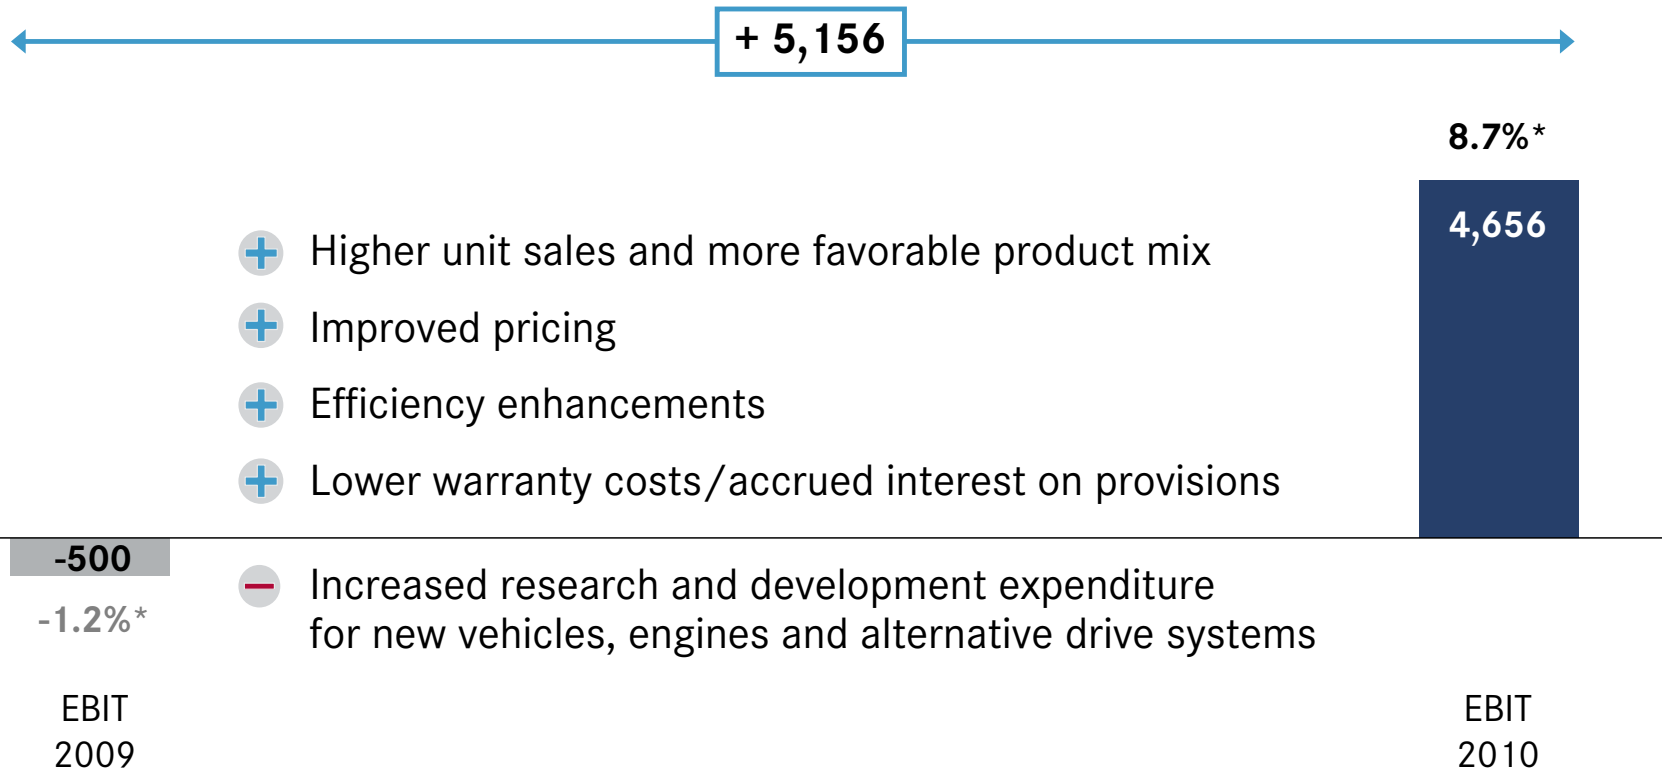 + 5,156
8.7%*
4,656
Higher unit sales and more favorable product mix
Improved pricing
Efficiency enhancements
Lower warranty costs/accrued interest on provisions
-500
-1.2%*
Increased research and development expenditure
for new vehicles, engines and alternative drive systems
EBIT
2009
EBIT
2010